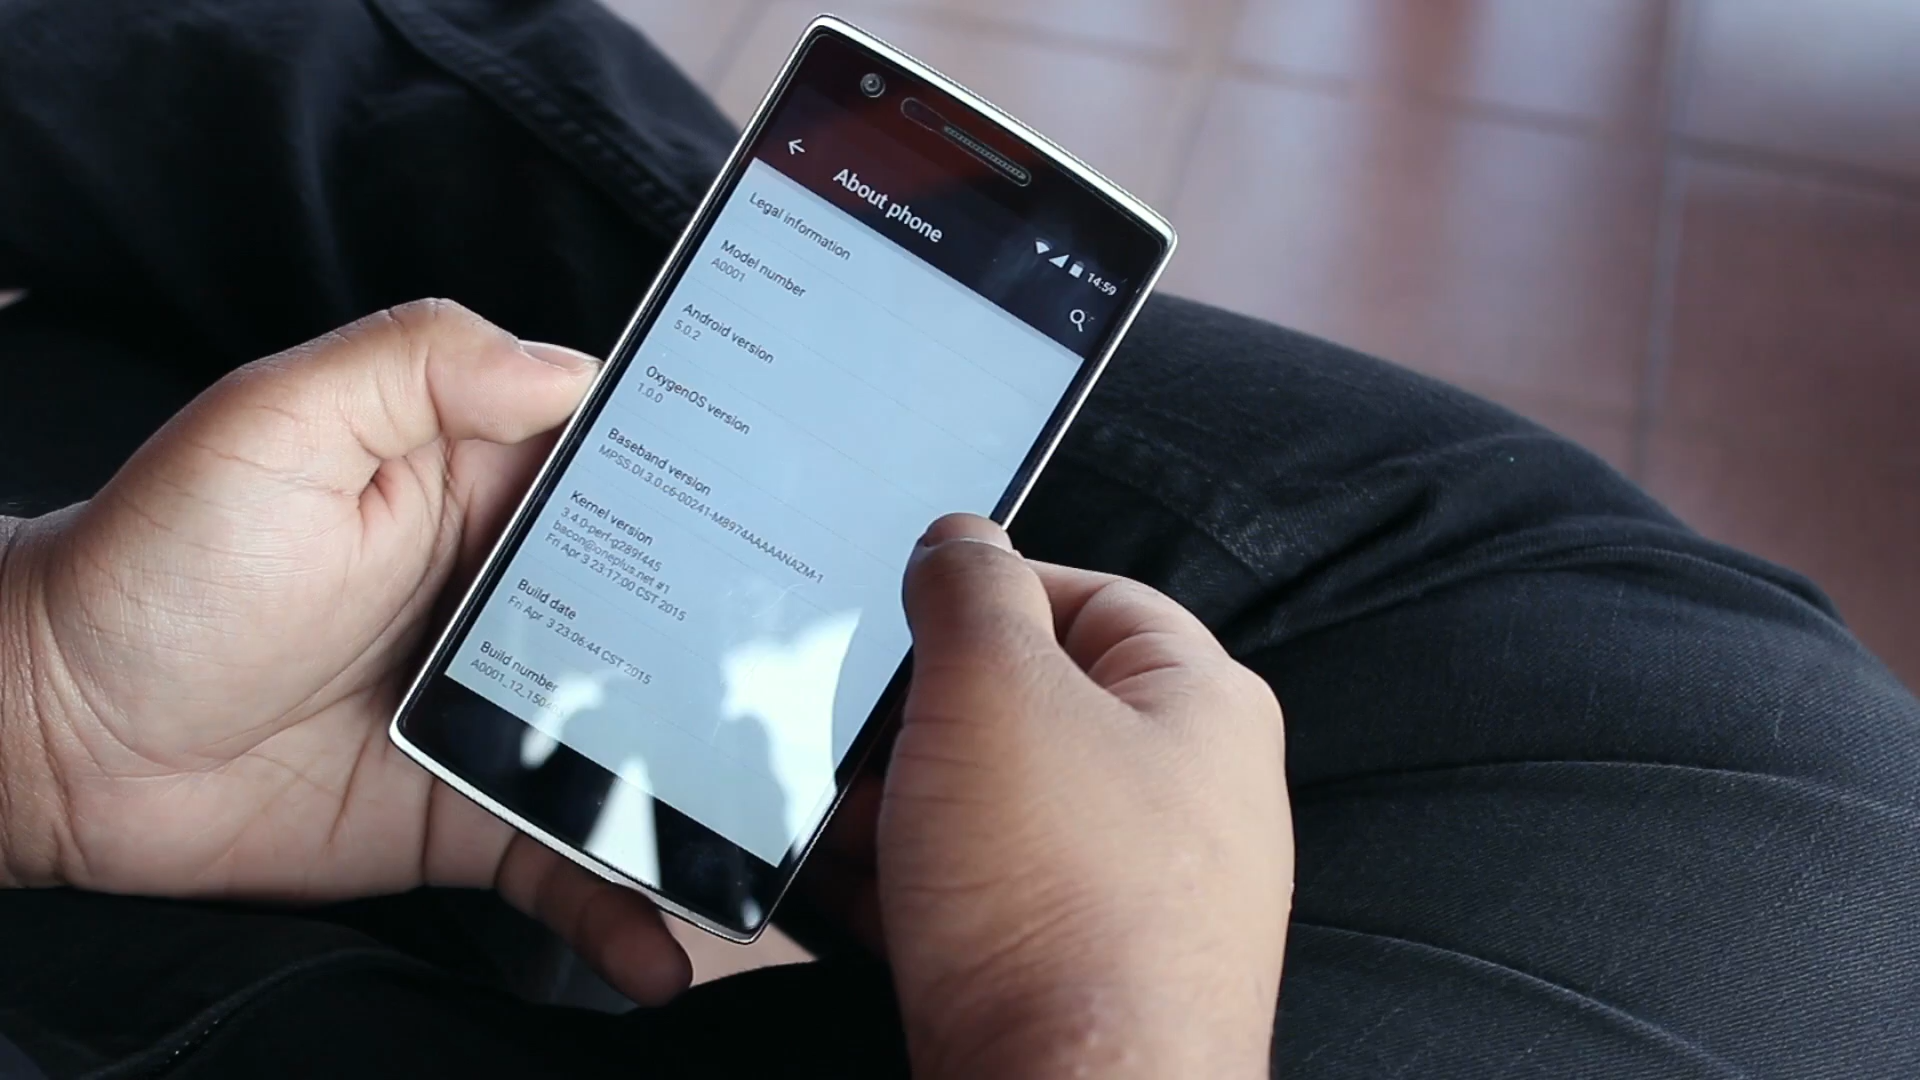 14:59
About phone
Legal information
Model number
A0001
Android version
5.0.2
OxygenOS version
1.0.0
Baseband version
MPSS.DI.3.0.c6-00241-M8974AAAAANAZM-1
Kernel version
3.4.0-perf-g289f445
bacon@oneplus.net #1
Fri Apr 3 23:17:00 CST 2015
Build date
Fri Apr 3 23:06:44 CST 2015
Build number